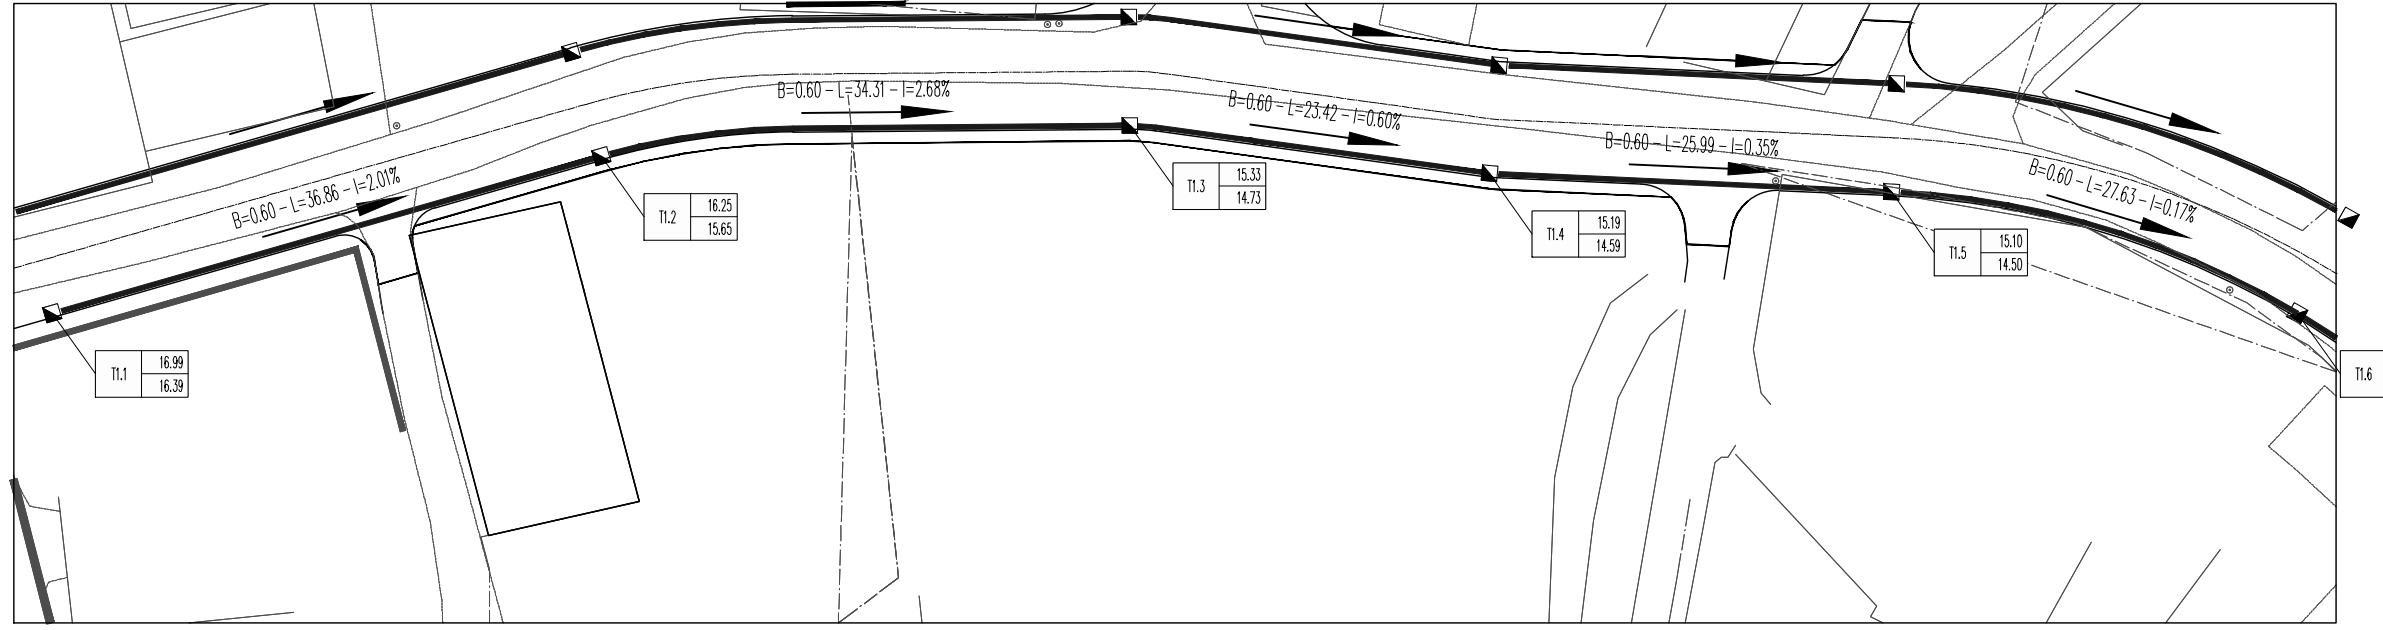 B=0.60 – L=34.31 – I=2.68%
B=0.60 – L=23.42 – I=0.60%
B=0.60 – L=25.99 – I=0.35%
B=0.60 – L=27.63 – I=0.17%
B=0.60 – L=36.86 – I=2.01%
T1.3
15.33
14.73
T1.2
16.25
15.65
T1.4
15.19
14.59
T1.5
15.10
14.50
T1.1
16.99
16.39
T1.6